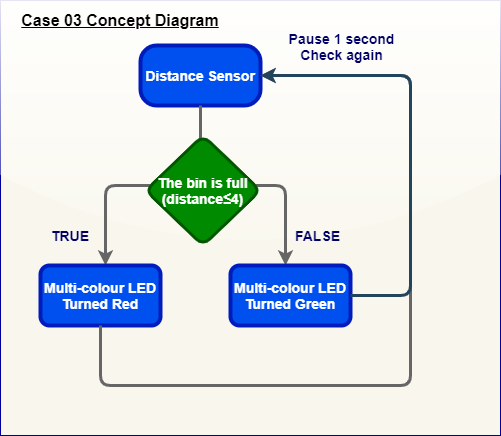 Case 03 Concept Diagram
Pause 1 second
Check again
Distance Sensor
The bin is full
(distance≤4)
TRUE
FALSE
Multi-colour LED
Turned Red
Multi-colour LED
Turned Green